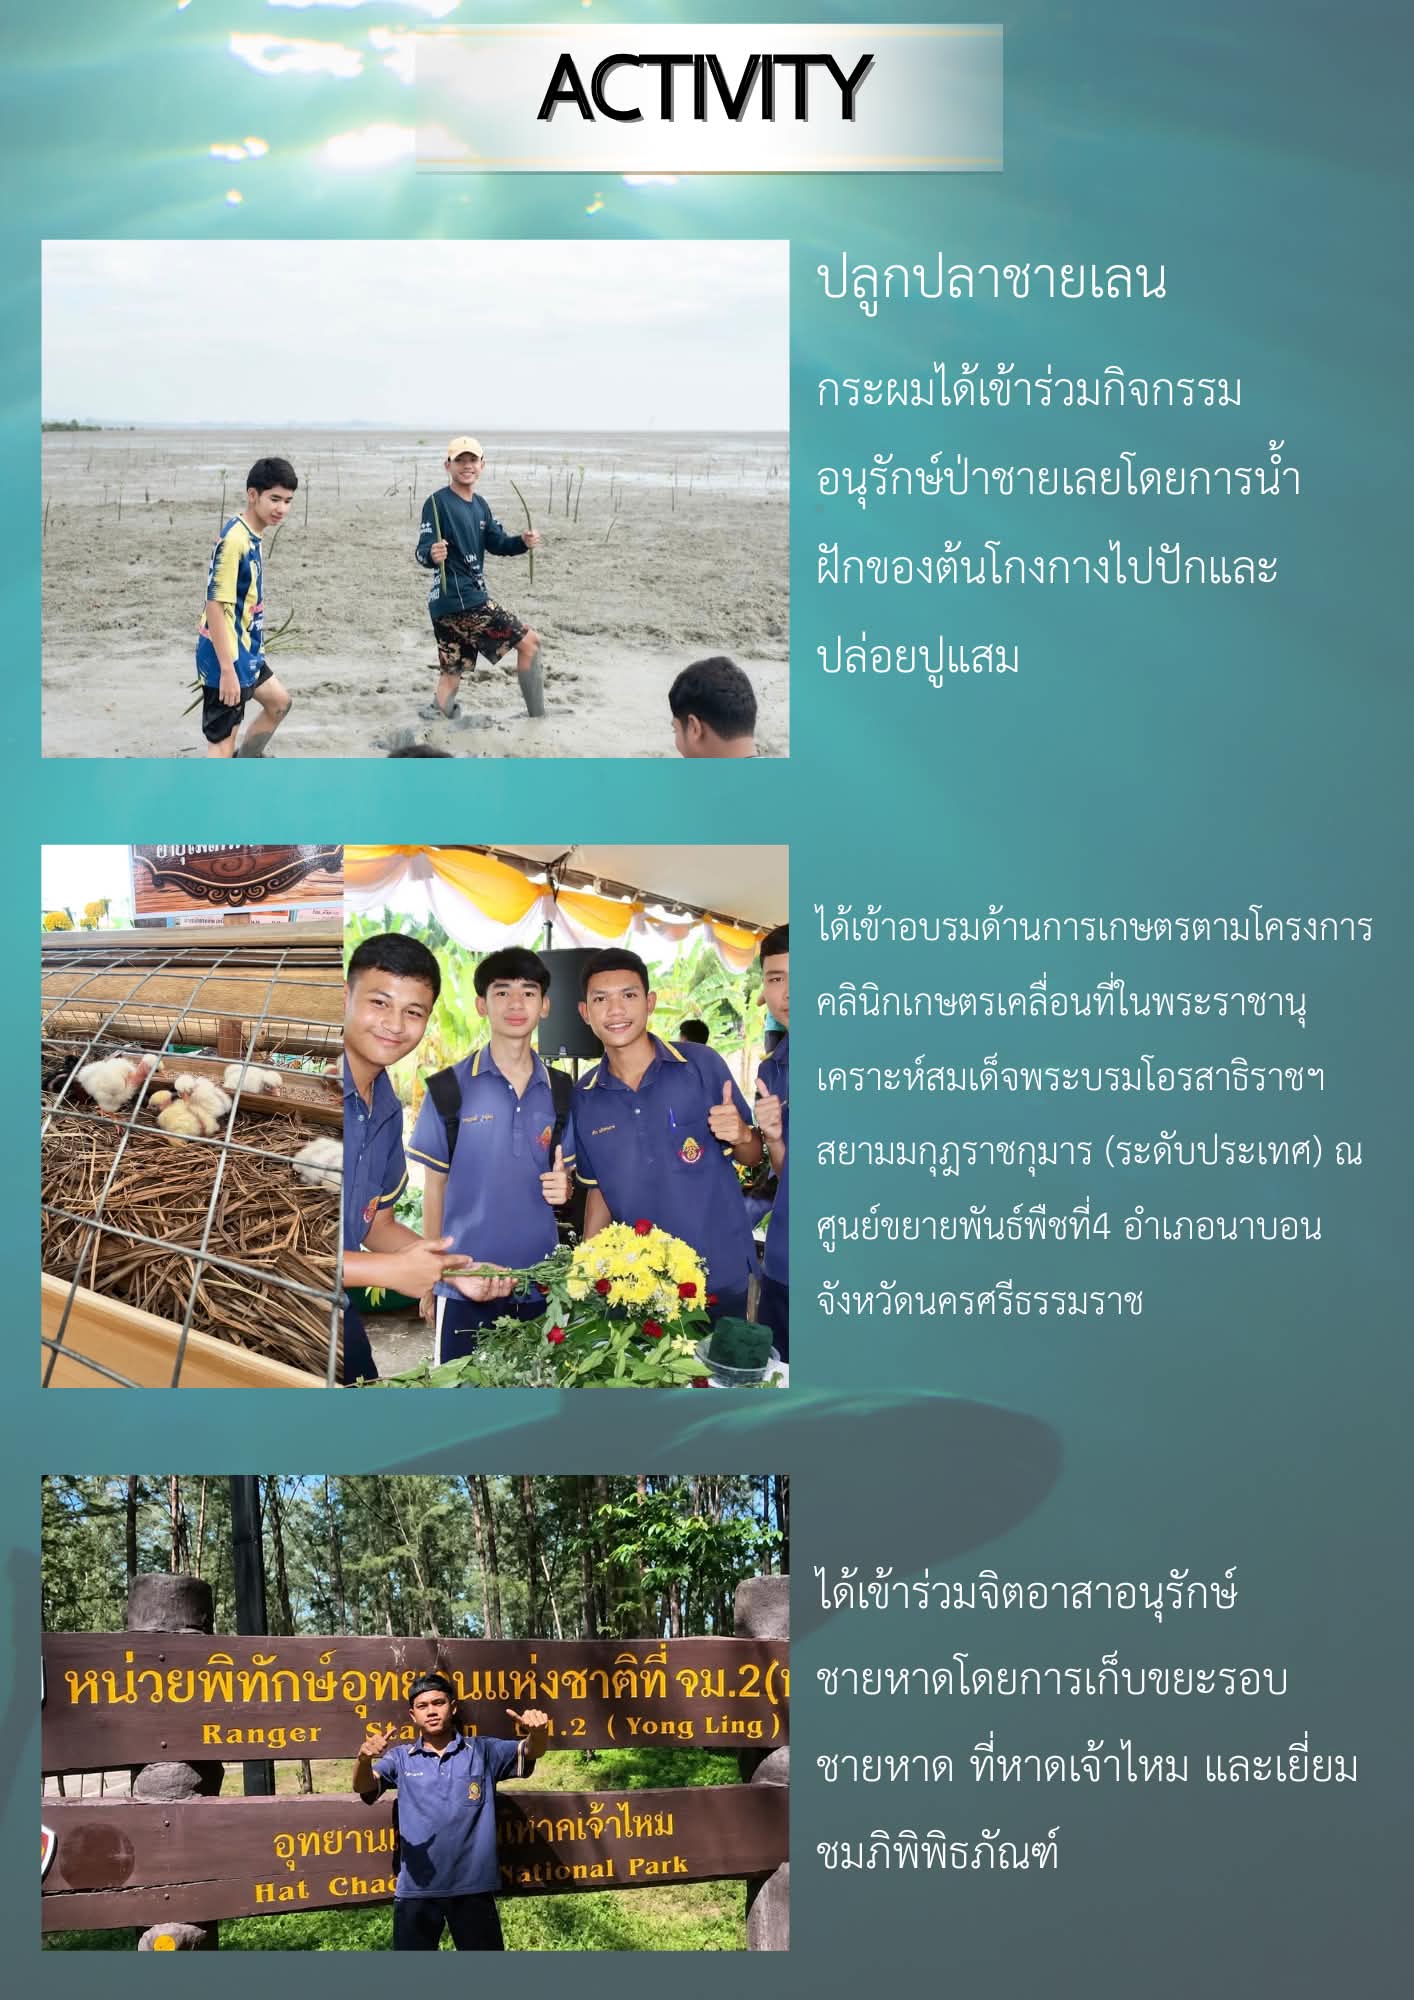 ACTIVITY
ปลูกปลาชายเลน
กระผมได้เข้าร่วมกิจกรรม
อนุรักษ์ป่าชายเลยโดยการน้ำ
ฝักของต้นโกงกางไปปักและ
ปล่อยปูแสม
ได้เข้าอบรมด้านการเกษตรตามโครงการ
คลินิกเกษตรเคลื่อนที่ในพระราชานุ
เคราะห์สมเด็จพระบรมโอรสาธิราชฯ
สยามมกุฎราชกุมาร (ระดับประเทศ) ณ
ศูนย์ขยายพันธ์พืชที่4 อำเภอนาบอน
จังหวัดนครศรีธรรมราช
หน่วยพิทักษ์อุทยานแห่งชาติที่ จม.2
Ranger Station .2 ( Yong Ling )
อุทยาน หาดเจ้าไหม
Hat Chao National Park
ได้เข้าร่วมจิตอาสาอนุรักษ์
ชายหาดโดยการเก็บขยะรอบ
ชายหาด ที่หาดเจ้าไหม และเยี่ยม
ชมภิพิพิธภัณฑ์